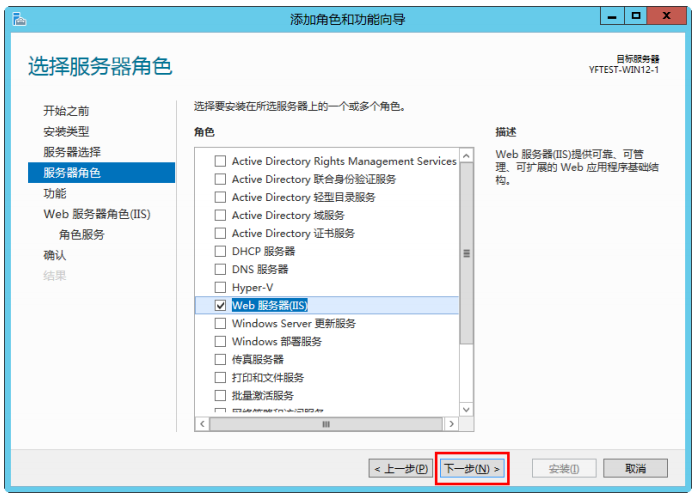 添加角色和功能向导
选择服务器角色
目标服务器
YFTEST-WIN12-1
开始之前
安装类型
服务器选择
服务器角色
功能
Web 服务器角色(IIS)
角色服务
确认
结果
选择要安装在所选服务器上的一个或多个角色。
角色
Active Directory Rights Management Services
Active Directory 联合身份验证服务
Active Directory 轻型目录服务
Active Directory 域服务
Active Directory 证书服务
DHCP 服务器
DNS 服务器
Hyper-V
Web 服务器(IIS)
Windows Server 更新服务
Windows 部署服务
传真服务器
打印和文件服务
批量激活服务
网络策略和访问服务
描述
Web 服务器(IIS)提供可靠、可管
理、可扩展的 Web 应用程序基础结
构。
< 上一步(P)
下一步(N) >
安装(I)
取消